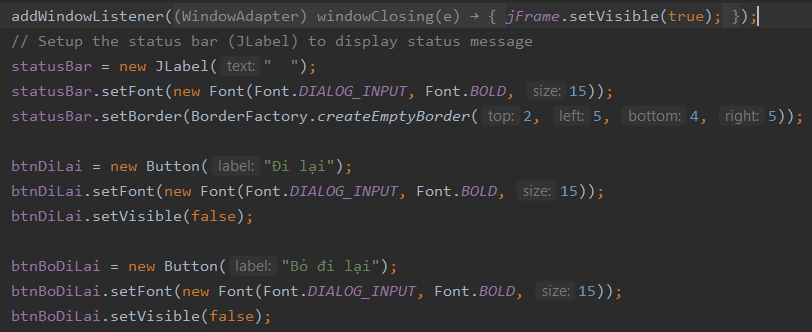 addWindowListener((WindowAdapter) windowClosing(e) → { jFrame.setVisible(true); });
// Setup the status bar (JLabel) to display status message
statusBar = new JLabel( text: "  ");
statusBar.setFont(new Font(Font.DIALOG_INPUT, Font.BOLD, size: 15));
statusBar.setBorder(BorderFactory.createEmptyBorder( top: 2, left: 5, bottom: 4, right: 5));
btnDiLai = new Button( label: "Đi lại");
btnDiLai.setFont(new Font(Font.DIALOG_INPUT, Font.BOLD, size: 15));
btnDiLai.setVisible(false);
btnBoDiLai = new Button( label: "Bỏ đi lại");
btnBoDiLai.setFont(new Font(Font.DIALOG_INPUT, Font.BOLD, size: 15));
btnBoDiLai.setVisible(false);